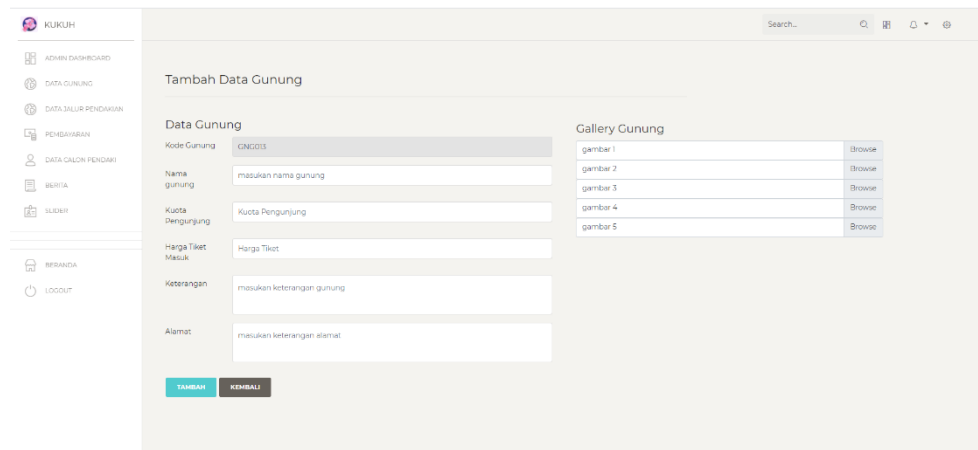 KUKUH
Search...
ADMIN DASHBOARD
DATA GUNUNG
DATA JALUR PENDAKIAN
PEMBAYARAN
DATA CALON PENDAKI
BERITA
SLIDER
BERANDA
LOGOUT
Tambah Data Gunung
Data Gunung
Kode Gunung GNG013
Nama gunung masukan nama gunung
Kuota Pengunjung Kuota Pengunjung
Harga Tiket Masuk Harga Tiket
Keterangan masukan keterangan gunung
Alamat masukan keterangan alamat
TAMBAH KEMBALI
Gallery Gunung
gambar 1 Browse
gambar 2 Browse
gambar 3 Browse
gambar 4 Browse
gambar 5 Browse